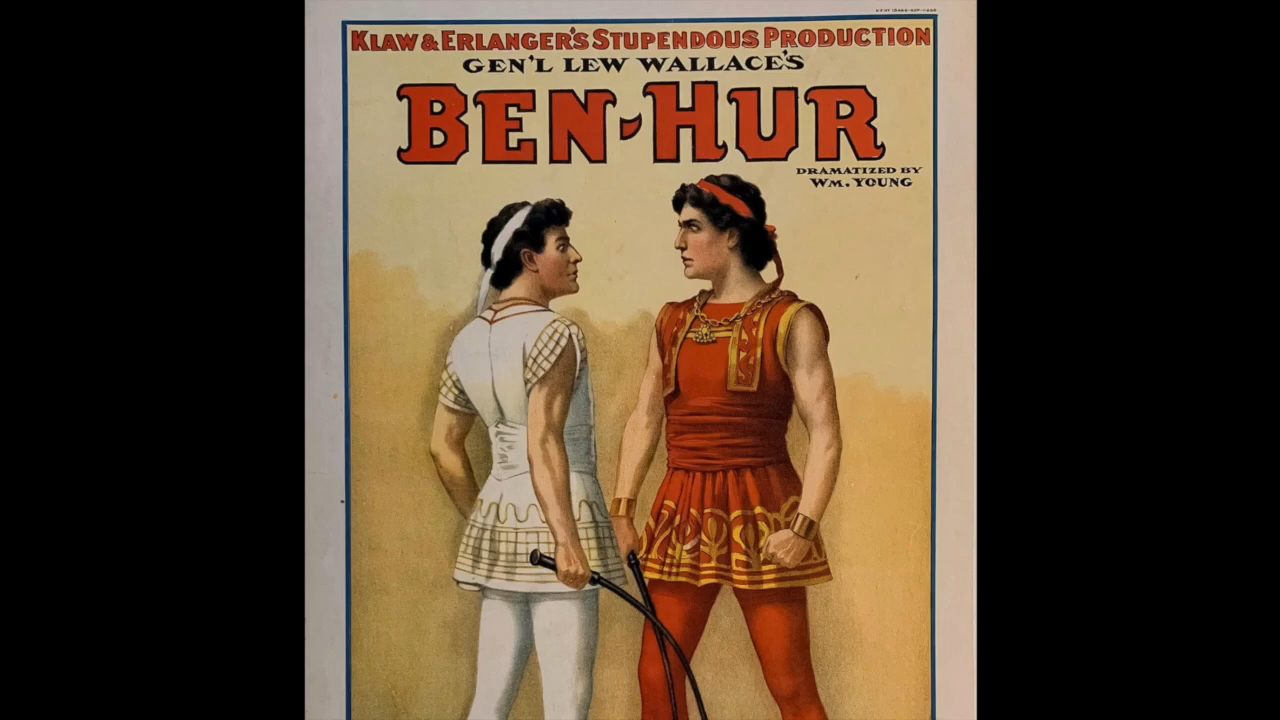 KLAW & ERLANGER'S STUPENDOUS PRODUCTION
GEN'L LEW WALLACE'S
BEN-HUR
DRAMATIZED BY
WM. YOUNG